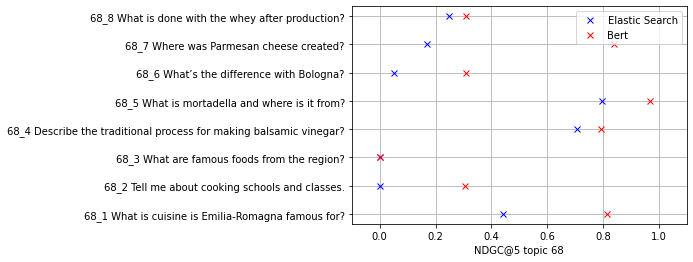 68_8 What is done with the whey after production?
68_7 Where was Parmesan cheese created?
68_6 What’s the difference with Bologna?
68_5 What is mortadella and where is it from?
68_4 Describe the traditional process for making balsamic vinegar?
68_3 What are famous foods from the region?
68_2 Tell me about cooking schools and classes.
68_1 What is cuisine is Emilia-Romagna famous for?
Elastic Search
Bert
0.0 0.2 0.4 0.6 0.8 1.0
NDGC@5 topic 68